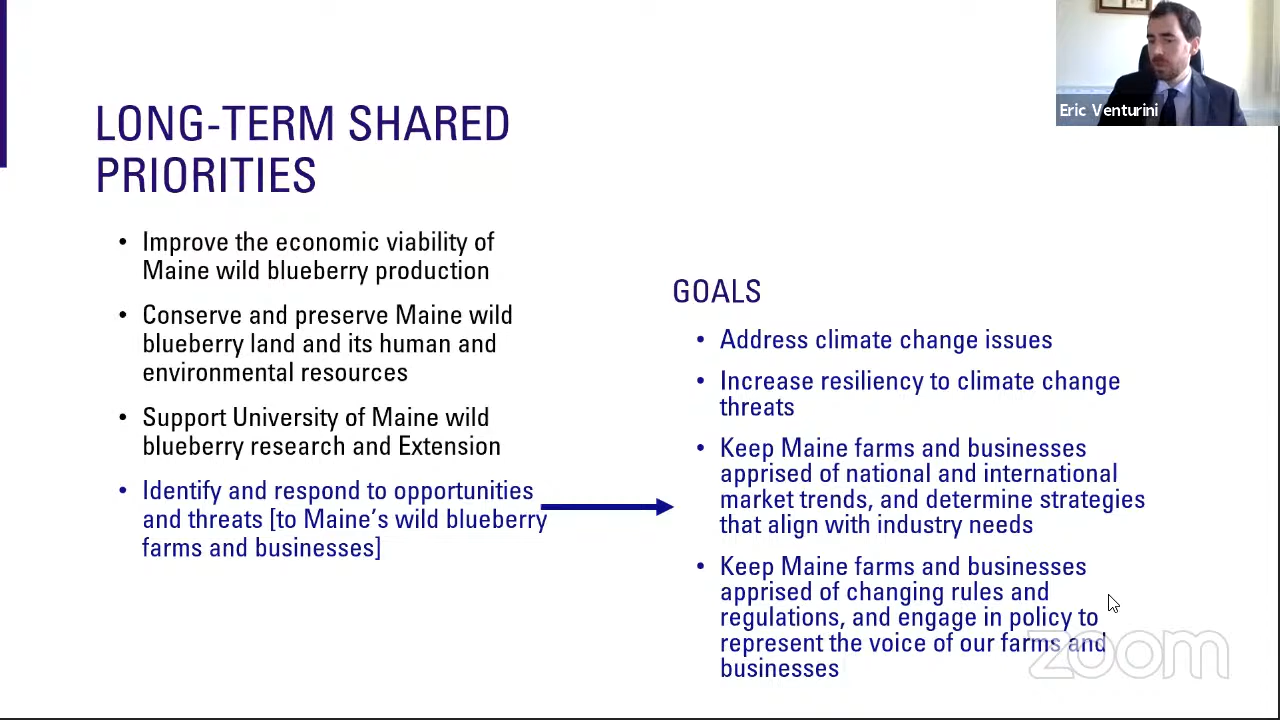 Eric Venturini
LONG-TERM SHARED
PRIORITIES
• Improve the economic viability of
Maine wild blueberry production
• Conserve and preserve Maine wild
blueberry land and its human and
environmental resources
• Support University of Maine wild
blueberry research and Extension
• Identify and respond to opportunities
and threats [to Maine's wild blueberry
farms and businesses]
GOALS
• Address climate change issues
• Increase resiliency to climate change
threats
• Keep Maine farms and businesses
apprised of national and international
market trends, and determine strategies
that align with industry needs
• Keep Maine farms and businesses
apprised of changing rules and
regulations, and engage in policy to
represent the voice of our farms and
businesses
zoom